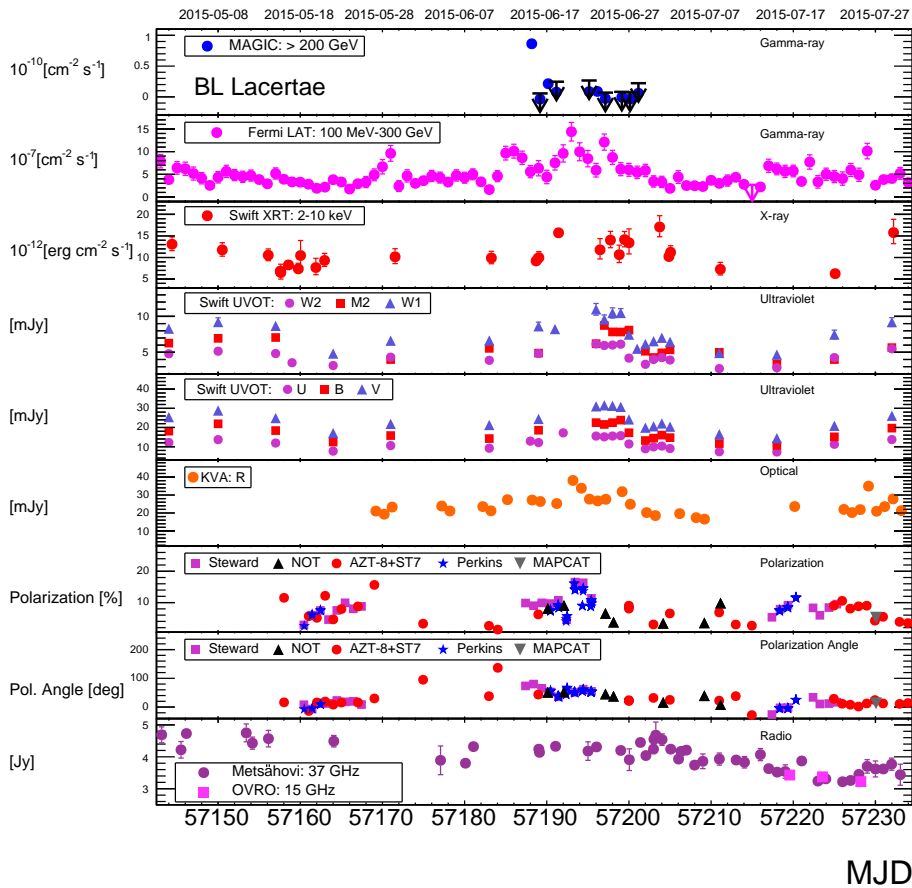 2015-05-08 2015-05-18 2015-05-28 2015-06-07 2015-06-17 2015-06-27 2015-07-07 2015-07-17 2015-07-27
1
0.5
0
10^-10[cm^-2 s^-1]
MAGIC: > 200 GeV
Gamma-ray
BL Lacertae
15
10
5
0
10^-7[cm^-2 s^-1]
Fermi LAT: 100 MeV-300 GeV
Gamma-ray
20
15
10
5
10^-12[erg cm^-2 s^-1]
Swift XRT: 2-10 keV
X-ray
10
5
[mJy]
Swift UVOT: W2 M2 W1
Ultraviolet
40
30
20
10
[mJy]
Swift UVOT: U B V
Ultraviolet
40
30
20
10
[mJy]
KVA: R
Optical
20
10
0
Polarization [%]
Steward NOT AZT-8+ST7 Perkins MAPCAT
Polarization
200
100
0
Pol. Angle [deg]
Steward NOT AZT-8+ST7 Perkins MAPCAT
Polarization Angle
5
4
3
[Jy]
Radio
Metsähovi: 37 GHz
OVRO: 15 GHz
57150 57160 57170 57180 57190 57200 57210 57220 57230
MJD